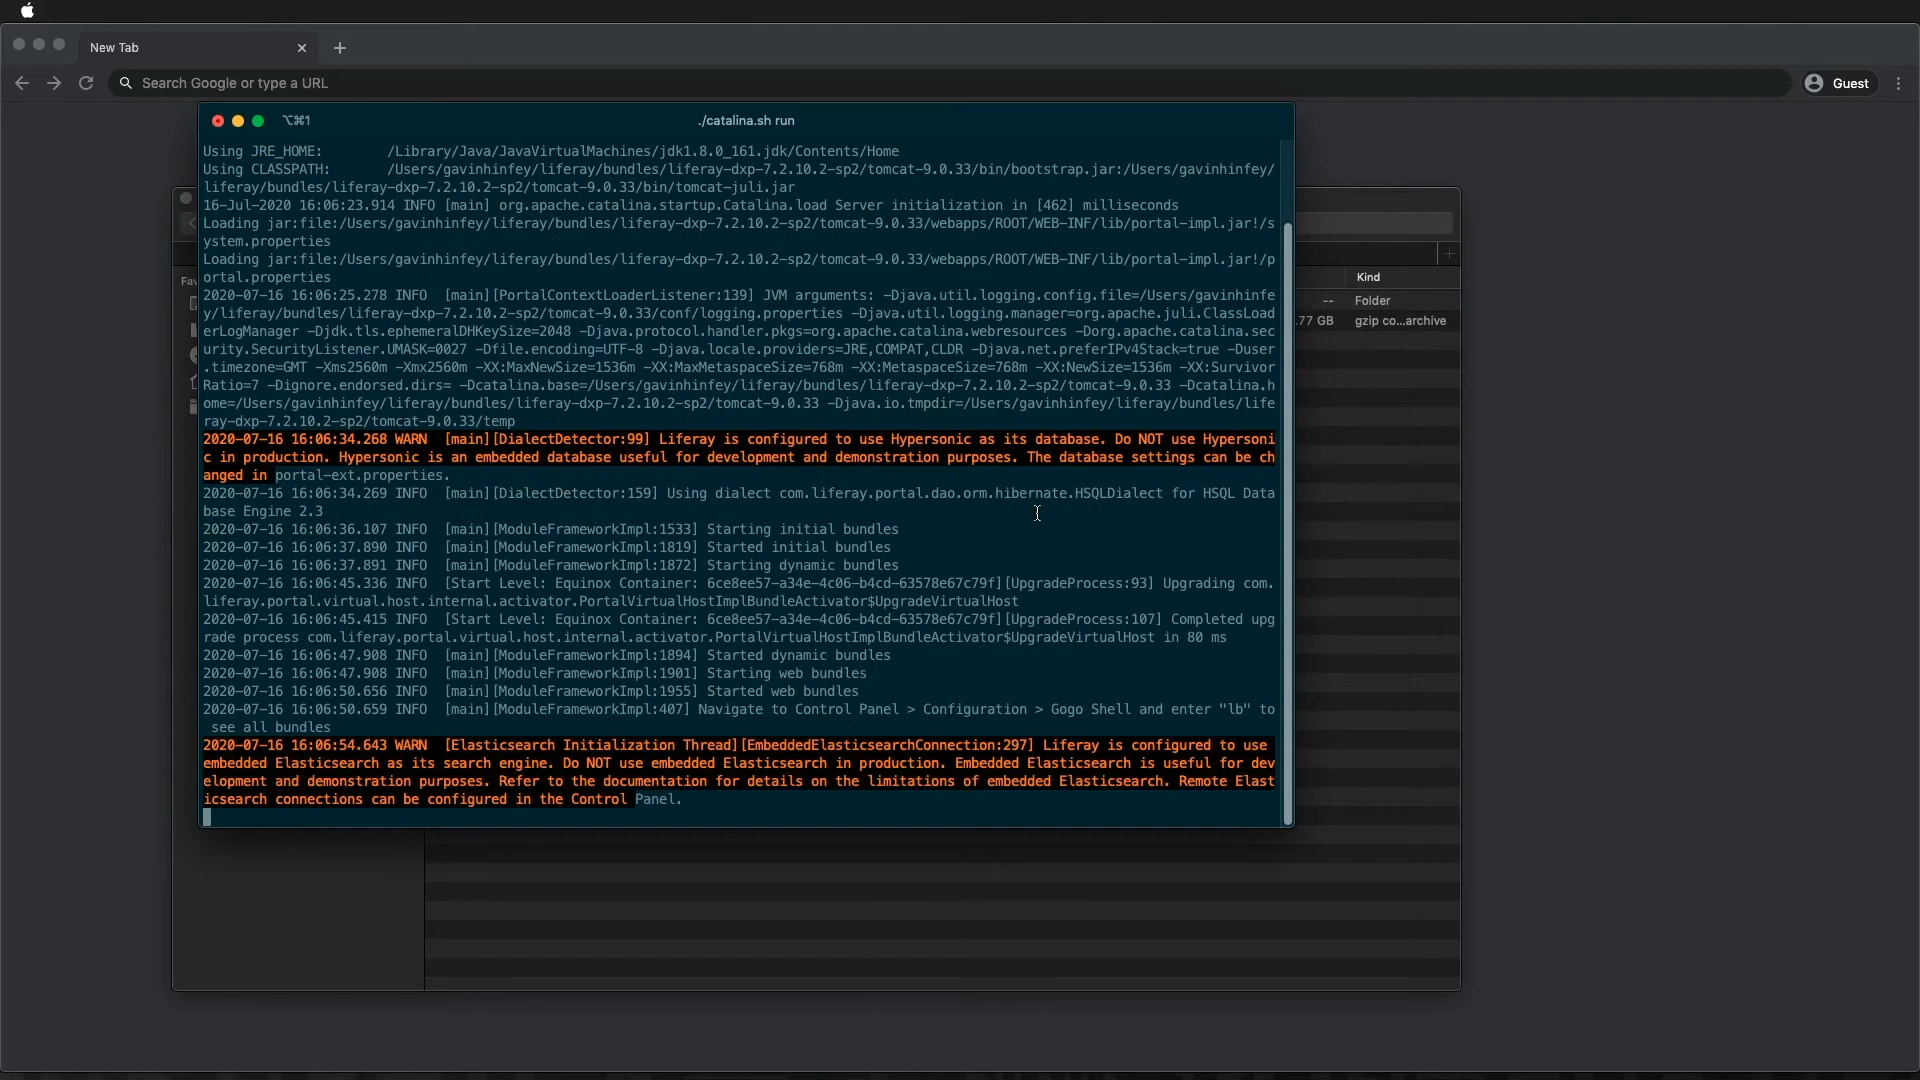 New Tab
Search Google or type a URL
Guest
⌥⌘1
./catalina.sh run
Using JRE_HOME:        /Library/Java/JavaVirtualMachines/jdk1.8.0_161.jdk/Contents/Home
Using CLASSPATH:       /Users/gavinhinfey/liferay/bundles/liferay-dxp-7.2.10.2-sp2/tomcat-9.0.33/bin/bootstrap.jar:/Users/gavinhinfey/
liferay/bundles/liferay-dxp-7.2.10.2-sp2/tomcat-9.0.33/bin/tomcat-juli.jar
16-Jul-2020 16:06:23.914 INFO [main] org.apache.catalina.startup.Catalina.load Server initialization in [462] milliseconds
Loading jar:file:/Users/gavinhinfey/liferay/bundles/liferay-dxp-7.2.10.2-sp2/tomcat-9.0.33/webapps/ROOT/WEB-INF/lib/portal-impl.jar!/s
ystem.properties
Loading jar:file:/Users/gavinhinfey/liferay/bundles/liferay-dxp-7.2.10.2-sp2/tomcat-9.0.33/webapps/ROOT/WEB-INF/lib/portal-impl.jar!/p
ortal.properties
2020-07-16 16:06:25.278 INFO  [main][PortalContextLoaderListener:139] JVM arguments: -Djava.util.logging.config.file=/Users/gavinhinfe
y/liferay/bundles/liferay-dxp-7.2.10.2-sp2/tomcat-9.0.33/conf/logging.properties -Djava.util.logging.manager=org.apache.juli.ClassLoad
erLogManager -Djdk.tls.ephemeralDHKeySize=2048 -Djava.protocol.handler.pkgs=org.apache.catalina.webresources -Dorg.apache.catalina.sec
urity.SecurityListener.UMASK=0027 -Dfile.encoding=UTF-8 -Djava.locale.providers=JRE,COMPAT,CLDR -Djava.net.preferIPv4Stack=true -Duser
.timezone=GMT -Xms2560m -Xmx2560m -XX:MaxNewSize=1536m -XX:MaxMetaspaceSize=768m -XX:MetaspaceSize=768m -XX:NewSize=1536m -XX:Survivor
Ratio=7 -Dignore.endorsed.dirs= -Dcatalina.base=/Users/gavinhinfey/liferay/bundles/liferay-dxp-7.2.10.2-sp2/tomcat-9.0.33 -Dcatalina.h
ome=/Users/gavinhinfey/liferay/bundles/liferay-dxp-7.2.10.2-sp2/tomcat-9.0.33 -Djava.io.tmpdir=/Users/gavinhinfey/liferay/bundles/life
ray-dxp-7.2.10.2-sp2/tomcat-9.0.33/temp
2020-07-16 16:06:34.268 WARN  [main][DialectDetector:99] Liferay is configured to use Hypersonic as its database. Do NOT use Hypersoni
c in production. Hypersonic is an embedded database useful for development and demonstration purposes. The database settings can be ch
anged in portal-ext.properties.
2020-07-16 16:06:34.269 INFO  [main][DialectDetector:159] Using dialect com.liferay.portal.dao.orm.hibernate.HSQLDialect for HSQL Data
base Engine 2.3
2020-07-16 16:06:36.107 INFO  [main][ModuleFrameworkImpl:1533] Starting initial bundles
2020-07-16 16:06:37.890 INFO  [main][ModuleFrameworkImpl:1819] Started initial bundles
2020-07-16 16:06:37.891 INFO  [main][ModuleFrameworkImpl:1872] Starting dynamic bundles
2020-07-16 16:06:45.336 INFO  [Start Level: Equinox Container: 6ce8ee57-a34e-4c06-b4cd-63578e67c79f][UpgradeProcess:93] Upgrading com.
liferay.portal.virtual.host.internal.activator.PortalVirtualHostImplBundleActivator$UpgradeVirtualHost
2020-07-16 16:06:45.415 INFO  [Start Level: Equinox Container: 6ce8ee57-a34e-4c06-b4cd-63578e67c79f][UpgradeProcess:107] Completed upg
rade process com.liferay.portal.virtual.host.internal.activator.PortalVirtualHostImplBundleActivator$UpgradeVirtualHost in 80 ms
2020-07-16 16:06:47.908 INFO  [main][ModuleFrameworkImpl:1894] Started dynamic bundles
2020-07-16 16:06:47.908 INFO  [main][ModuleFrameworkImpl:1901] Starting web bundles
2020-07-16 16:06:50.656 INFO  [main][ModuleFrameworkImpl:1955] Started web bundles
2020-07-16 16:06:50.659 INFO  [main][ModuleFrameworkImpl:407] Navigate to Control Panel > Configuration > Gogo Shell and enter "lb" to
 see all bundles
2020-07-16 16:06:54.643 WARN  [Elasticsearch Initialization Thread][EmbeddedElasticsearchConnection:297] Liferay is configured to use
embedded Elasticsearch as its search engine. Do NOT use embedded Elasticsearch in production. Embedded Elasticsearch is useful for dev
elopment and demonstration purposes. Refer to the documentation for details on the limitations of embedded Elasticsearch. Remote Elast
icsearch connections can be configured in the Control Panel.
Fav
Kind
-- Folder
.77 GB gzip co...archive